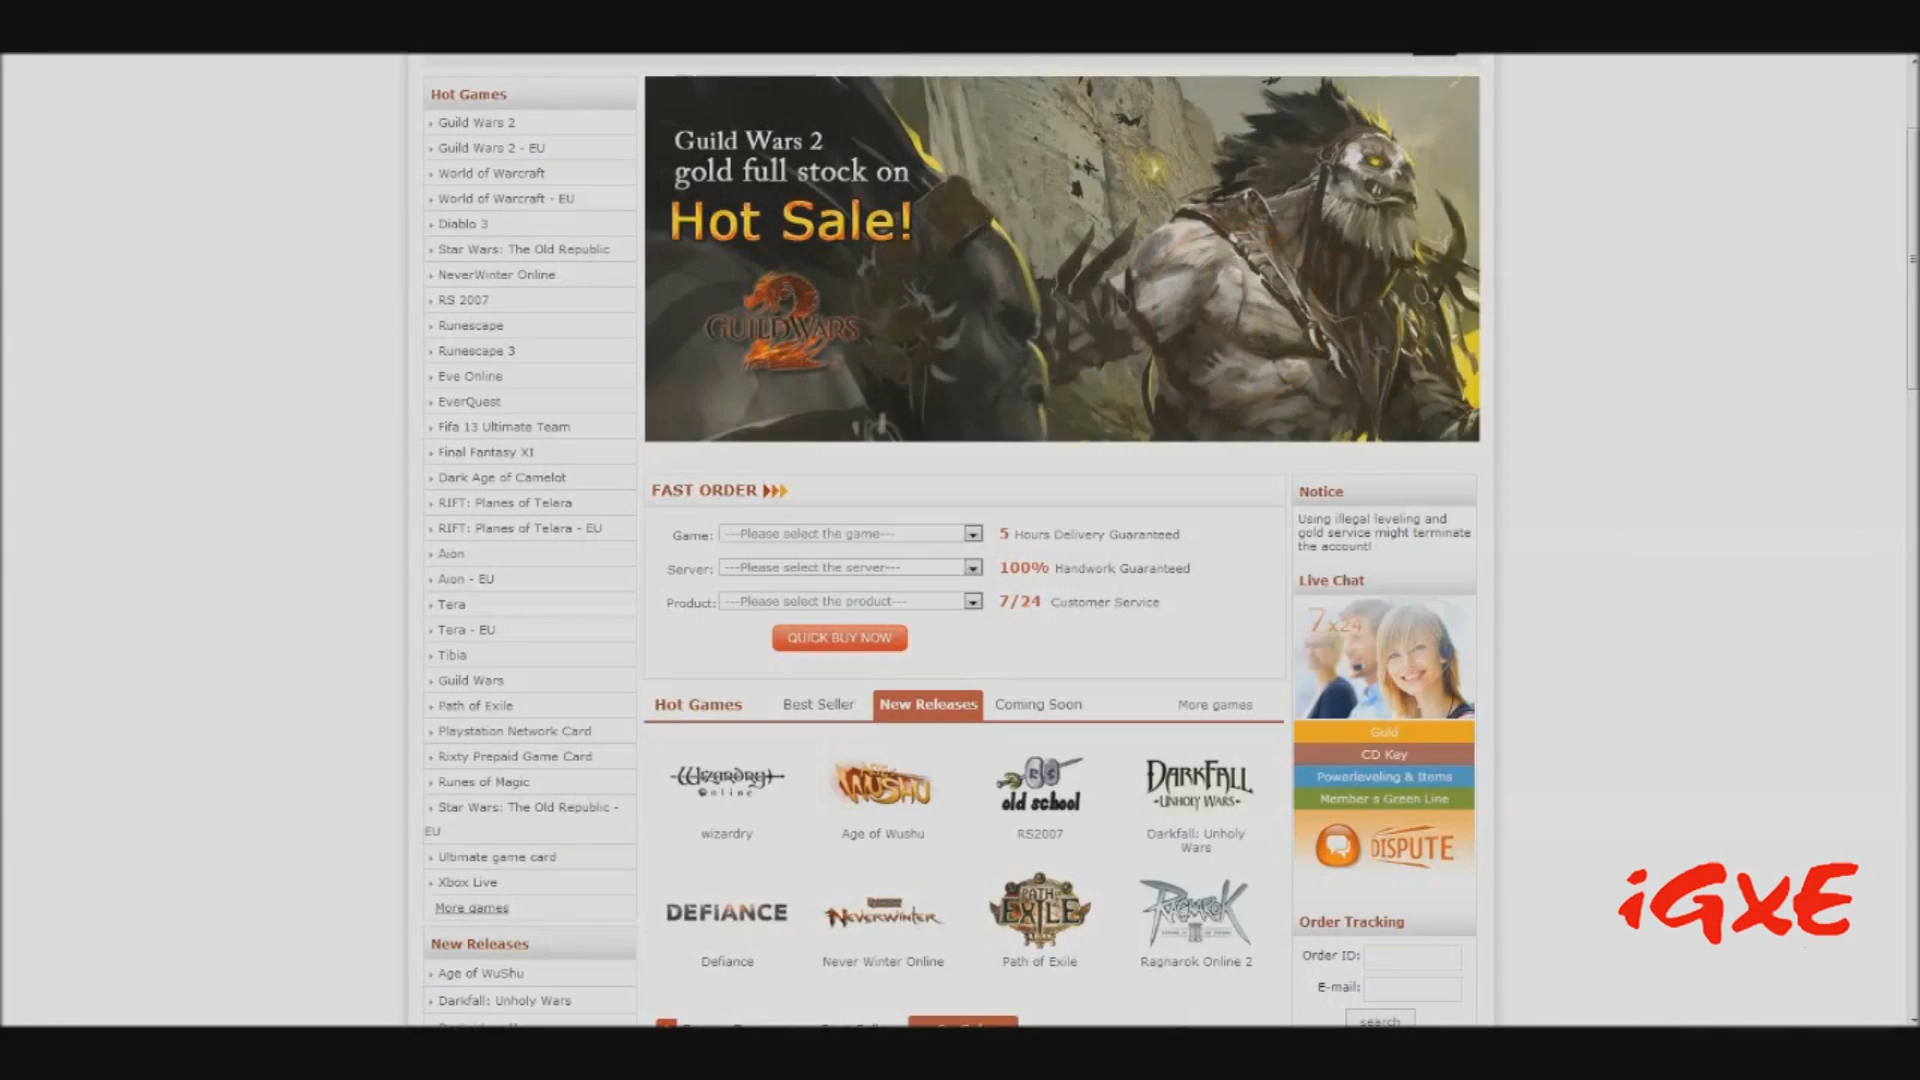 Hot Games
Guild Wars 2
Guild Wars 2 - EU
World of Warcraft
World of Warcraft - EU
Diablo 3
Star Wars: The Old Republic
NeverWinter Online
RS 2007
Runescape
Runescape 3
Eve Online
EverQuest
Fifa 13 Ultimate Team
Final Fantasy XI
Dark Age of Camelot
RIFT: Planes of Telara
RIFT: Planes of Telara - EU
Aion
Aion - EU
Tera
Tera - EU
Tibia
Guild Wars
Path of Exile
Playstation Network Card
Rixty Prepaid Game Card
Runes of Magic
Star Wars: The Old Republic -
EU
Ultimate game card
Xbox Live
More games
New Releases
Age of WuShu
Darkfall: Unholy Wars
Guild Wars 2
gold full stock on
Hot Sale!
GUILD WARS
2
FAST ORDER
Game: ---Please select the game---
5 Hours Delivery Guaranteed
Server: ---Please select the server---
100% Handwork Guaranteed
Product: ---Please select the product---
7/24 Customer Service
QUICK BUY NOW
Hot Games Best Seller New Releases Coming Soon More games
Wizardry
Online
wizardry
AGE OF
WUSHU
Age of Wushu
RS
old school
RS2007
DARKFALL
-UNHOLY WARS-
Darkfall: Unholy
Wars
DEFIANCE
Defiance
NEVERWINTER
Never Winter Online
PATH OF
EXILE
Path of Exile
RAGNAROK
II
Ragnarok Online 2
Notice
Using illegal leveling and
gold service might terminate
the account!
Live Chat
7x24
Gold
CD Key
Powerleveling & Items
Member s Green Line
DISPUTE
Order Tracking
Order ID:
E-mail:
search
iGXE